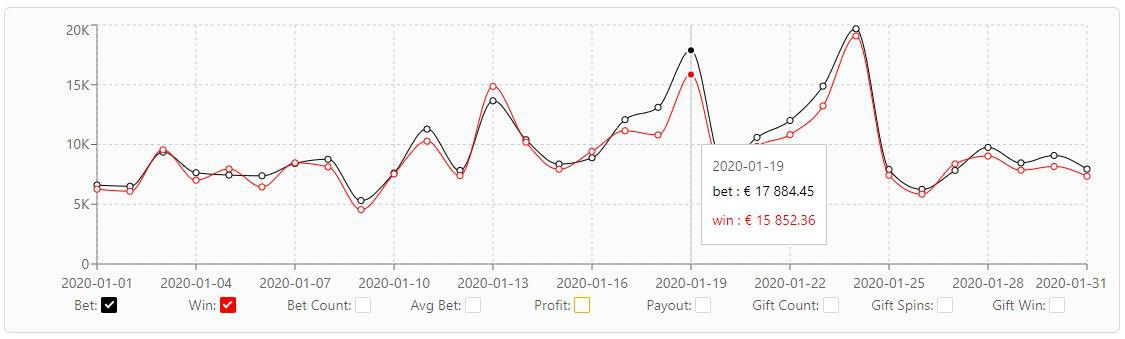 20K
15K
10K
5K
0
2020-01-19
bet : € 17 884.45
win : € 15 852.36
2020-01-01 2020-01-04 2020-01-07 2020-01-10 2020-01-13 2020-01-16 2020-01-19 2020-01-22 2020-01-25 2020-01-28 2020-01-31
Bet: Win: Bet Count: Avg Bet: Profit: Payout: Gift Count: Gift Spins: Gift Win: